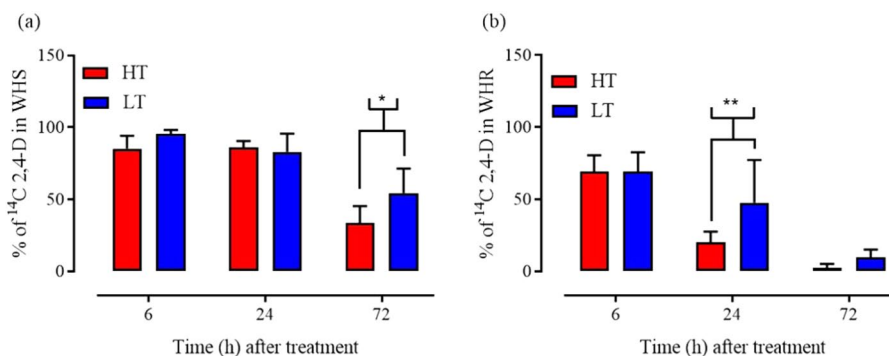 (a)
% of ¹⁴C 2,4-D in WHS
150
100
50
0
HT
LT
*
6 24 72
Time (h) after treatment
(b)
% of ¹⁴C 2,4-D in WHR
150
100
50
0
HT
LT
**
6 24 72
Time (h) after treatment